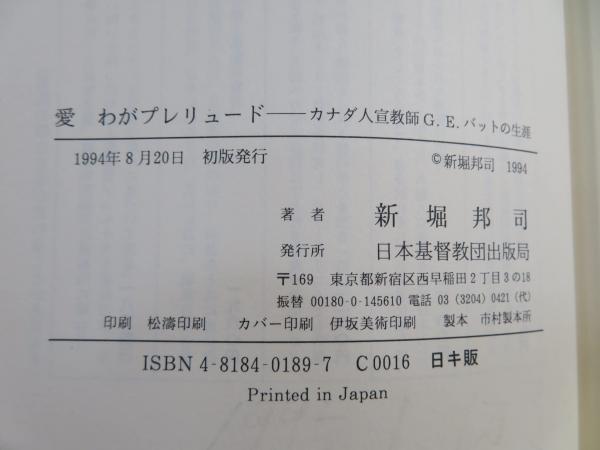 愛　わがプレリュード――カナダ人宣教師G.E.バットの生涯
1994年8月20日　初版発行　©新堀邦司　1994
著者　新堀邦司
発行所　日本基督教団出版局
〒169　東京都新宿区西早稲田2丁目3の18
振替　00180-0-145610　電話　03(3204)0421(代)
印刷　松濤印刷　カバー印刷　伊坂美術印刷　製本　市村製本所
ISBN 4-8184-0189-7　C0016　日キ販
Printed in Japan